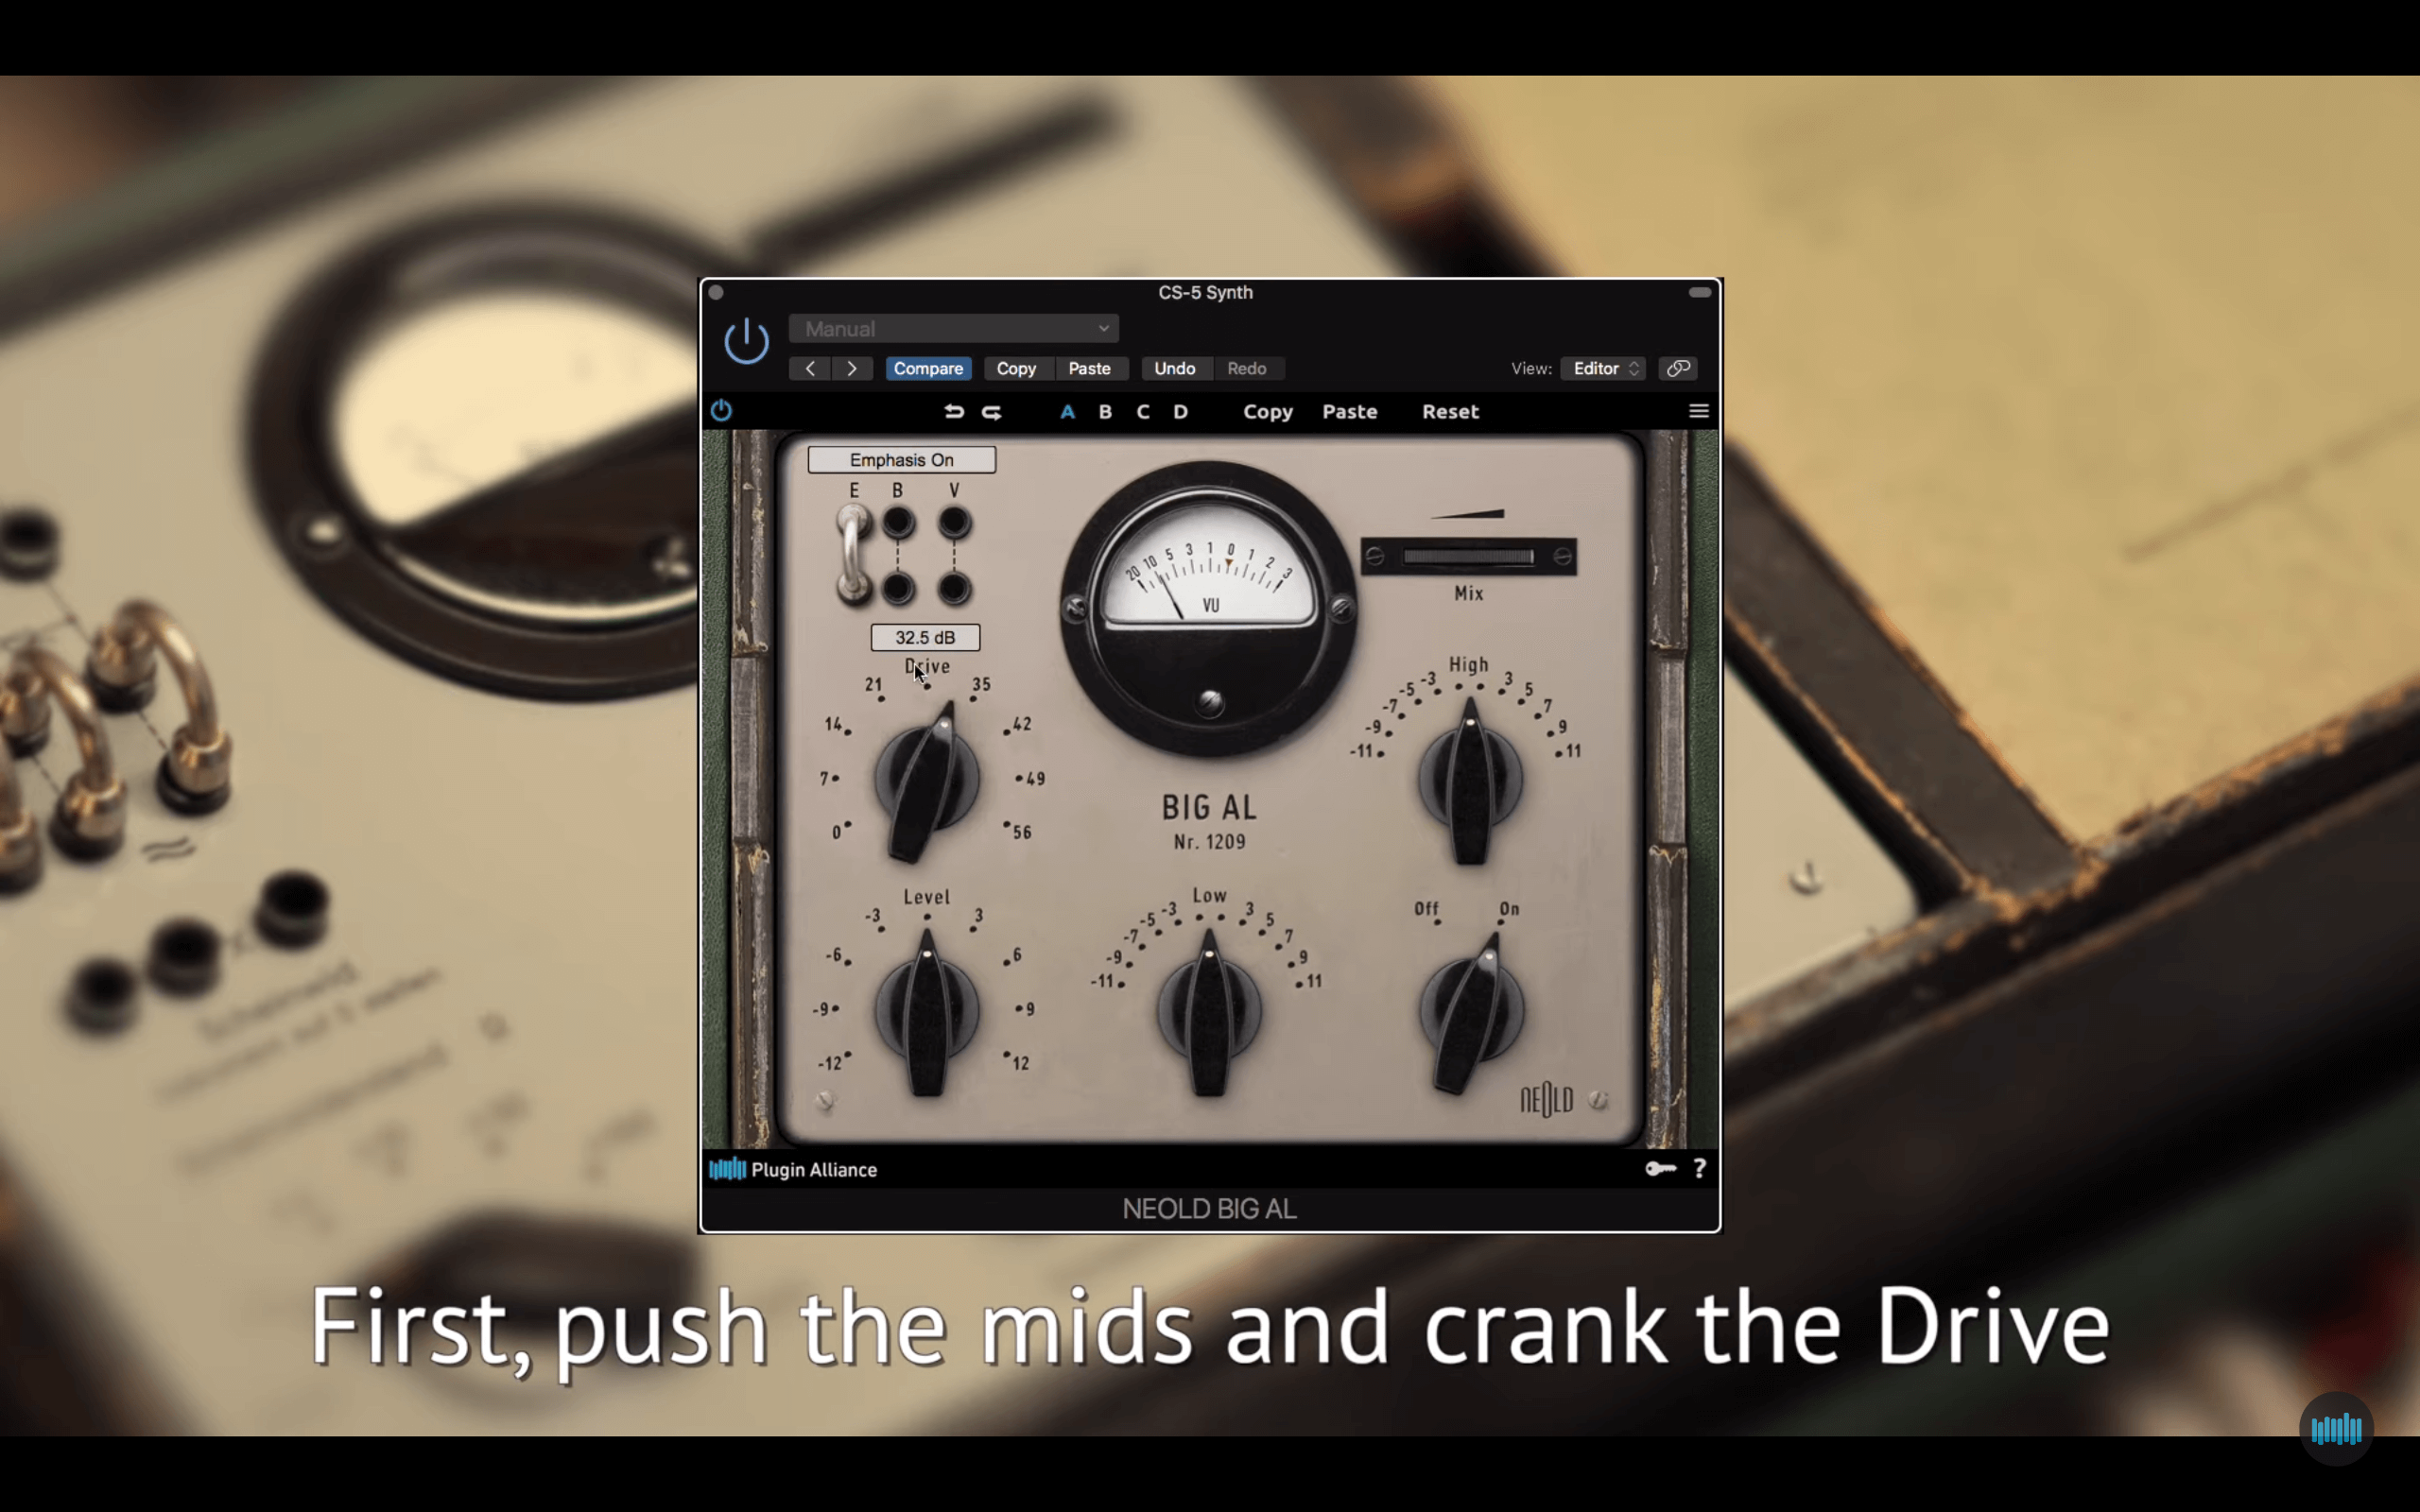 CS-5 Synth
Manual
Compare Copy Paste Undo Redo View: Editor
A B C D Copy Paste Reset
Emphasis On
E B V
20 10 5 3 1 0 1 2 3
VU
Mix
32.5 dB
Drive
21 35
14 42
7 49
0 56
High
-3 3
-5 5
-7 7
-9 9
-11 11
BIG AL
Nr. 1209
Level
-3 3
-6 6
-9 9
-12 12
Low
-3 3
-5 5
-7 7
-9 9
-11 11
Off On
NEOLD
Plugin Alliance
?
NEOLD BIG AL
First, push the mids and crank the Drive